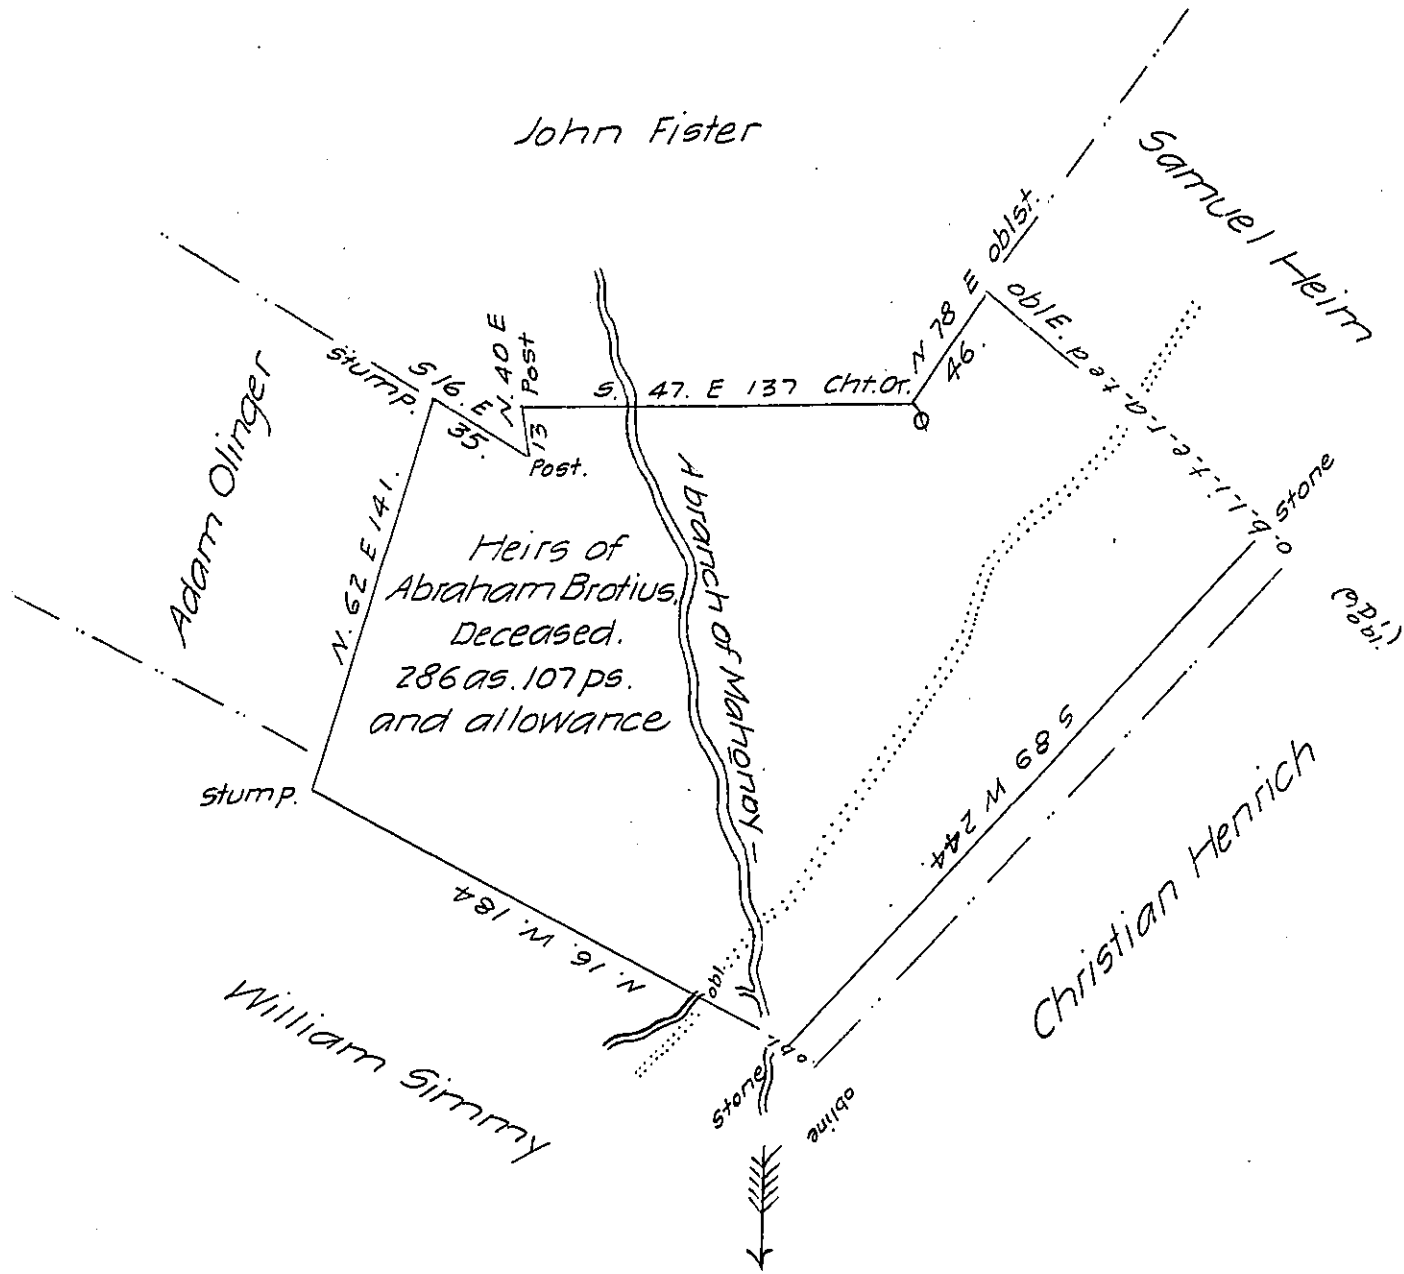 John Fister
Samuel Heim
oblst.
N 78 E
46.
oblE.d.e.t.a.r.e.t.i.l.b.o
stump.
S 16. E
35.
N. 40 E
Post
13
Post.
S. 47. E 137 Cht.Or.
Adam Olinger
N. 62 E 141.
Heirs of
Abraham Brotius,
Deceased.
286 as. 107 ps.
and allowance
A branch of Mahonoy
stone
S 89 W 244.
Christian Henrich
stump.
N. 16. W. 184
obl.
William Simmy
stone
obline